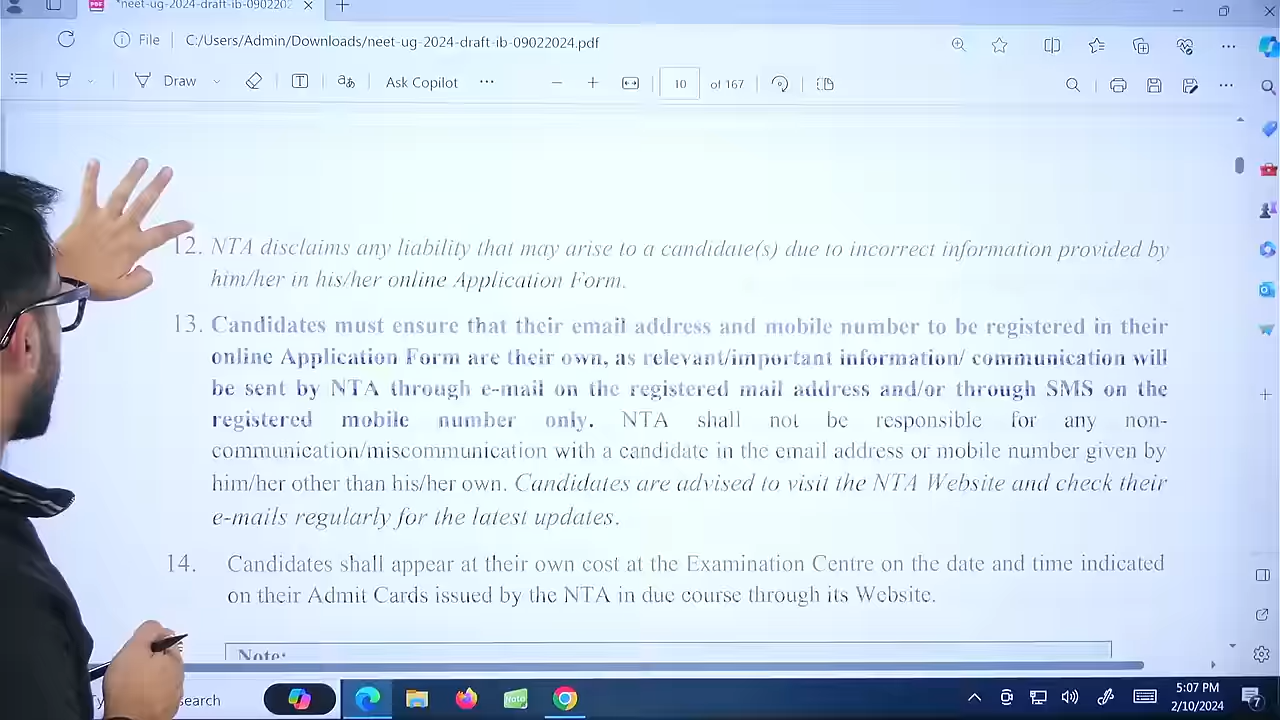 neet-ug-2024-draft-ib-0902202
File
C:/Users/Admin/Downloads/neet-ug-2024-draft-ib-09022024.pdf
Draw
Ask Copilot
10 of 167
12. NTA disclaims any liability that may arise to a candidate(s) due to incorrect information provided by
him/her in his/her online Application Form.
13. Candidates must ensure that their email address and mobile number to be registered in their
online Application Form are their own, as relevant/important information/ communication will
be sent by NTA through e-mail on the registered mail address and/or through SMS on the
registered mobile number only. NTA shall not be responsible for any non-
communication/miscommunication with a candidate in the email address or mobile number given by
him/her other than his/her own. Candidates are advised to visit the NTA Website and check their
e-mails regularly for the latest updates.
14. Candidates shall appear at their own cost at the Examination Centre on the date and time indicated
on their Admit Cards issued by the NTA in due course through its Website.
Note:
earch
Note
5:07 PM
2/10/2024
7